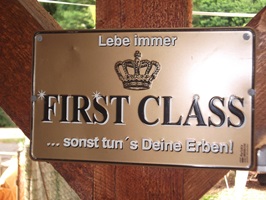 Lebe immer
FIRST CLASS
... sonst tun´s Deine Erben!